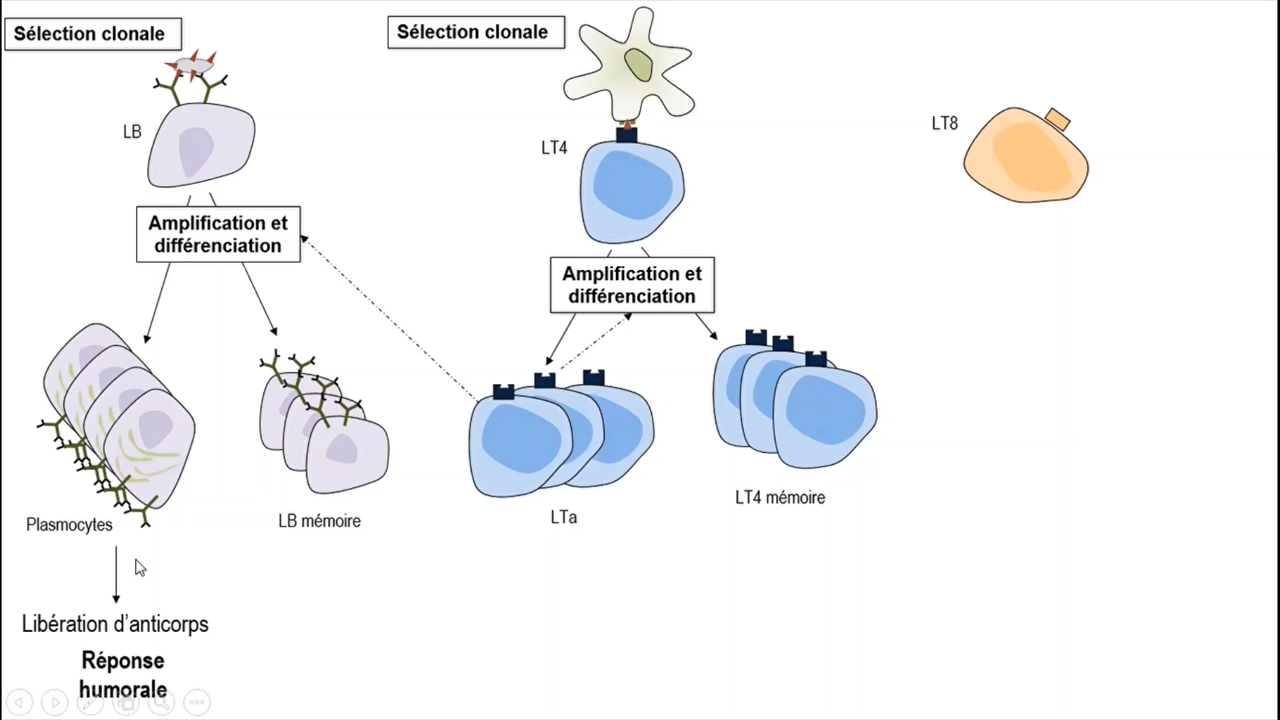 Sélection clonale
LB
Amplification et
différenciation
Plasmocytes
LB mémoire
Libération d'anticorps
Réponse
humorale
Sélection clonale
LT4
Amplification et
différenciation
LTa
LT4 mémoire
LT8